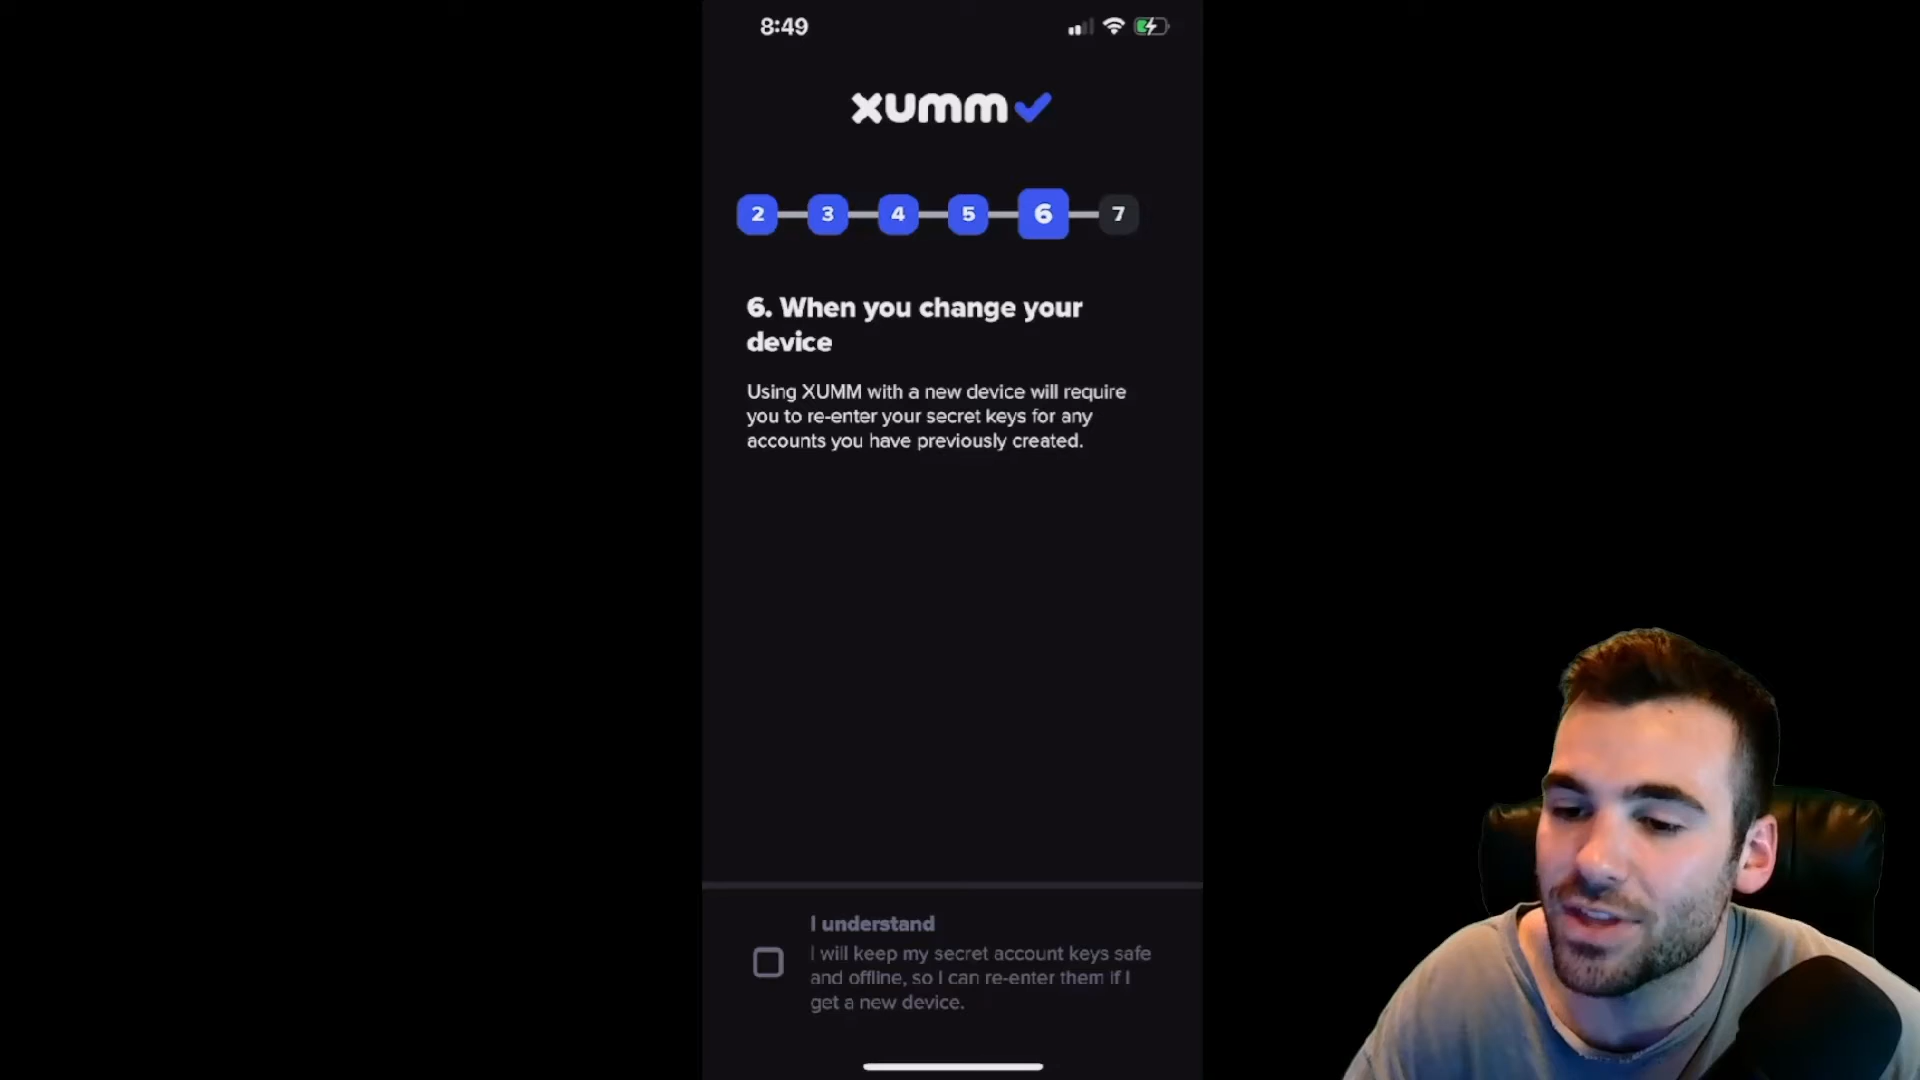 8:49
xumm
2 3 4 5 6 7
6. When you change your
device
Using XUMM with a new device will require
you to re-enter your secret keys for any
accounts you have previously created.
I understand
I will keep my secret account keys safe
and offline, so I can re-enter them if I
get a new device.